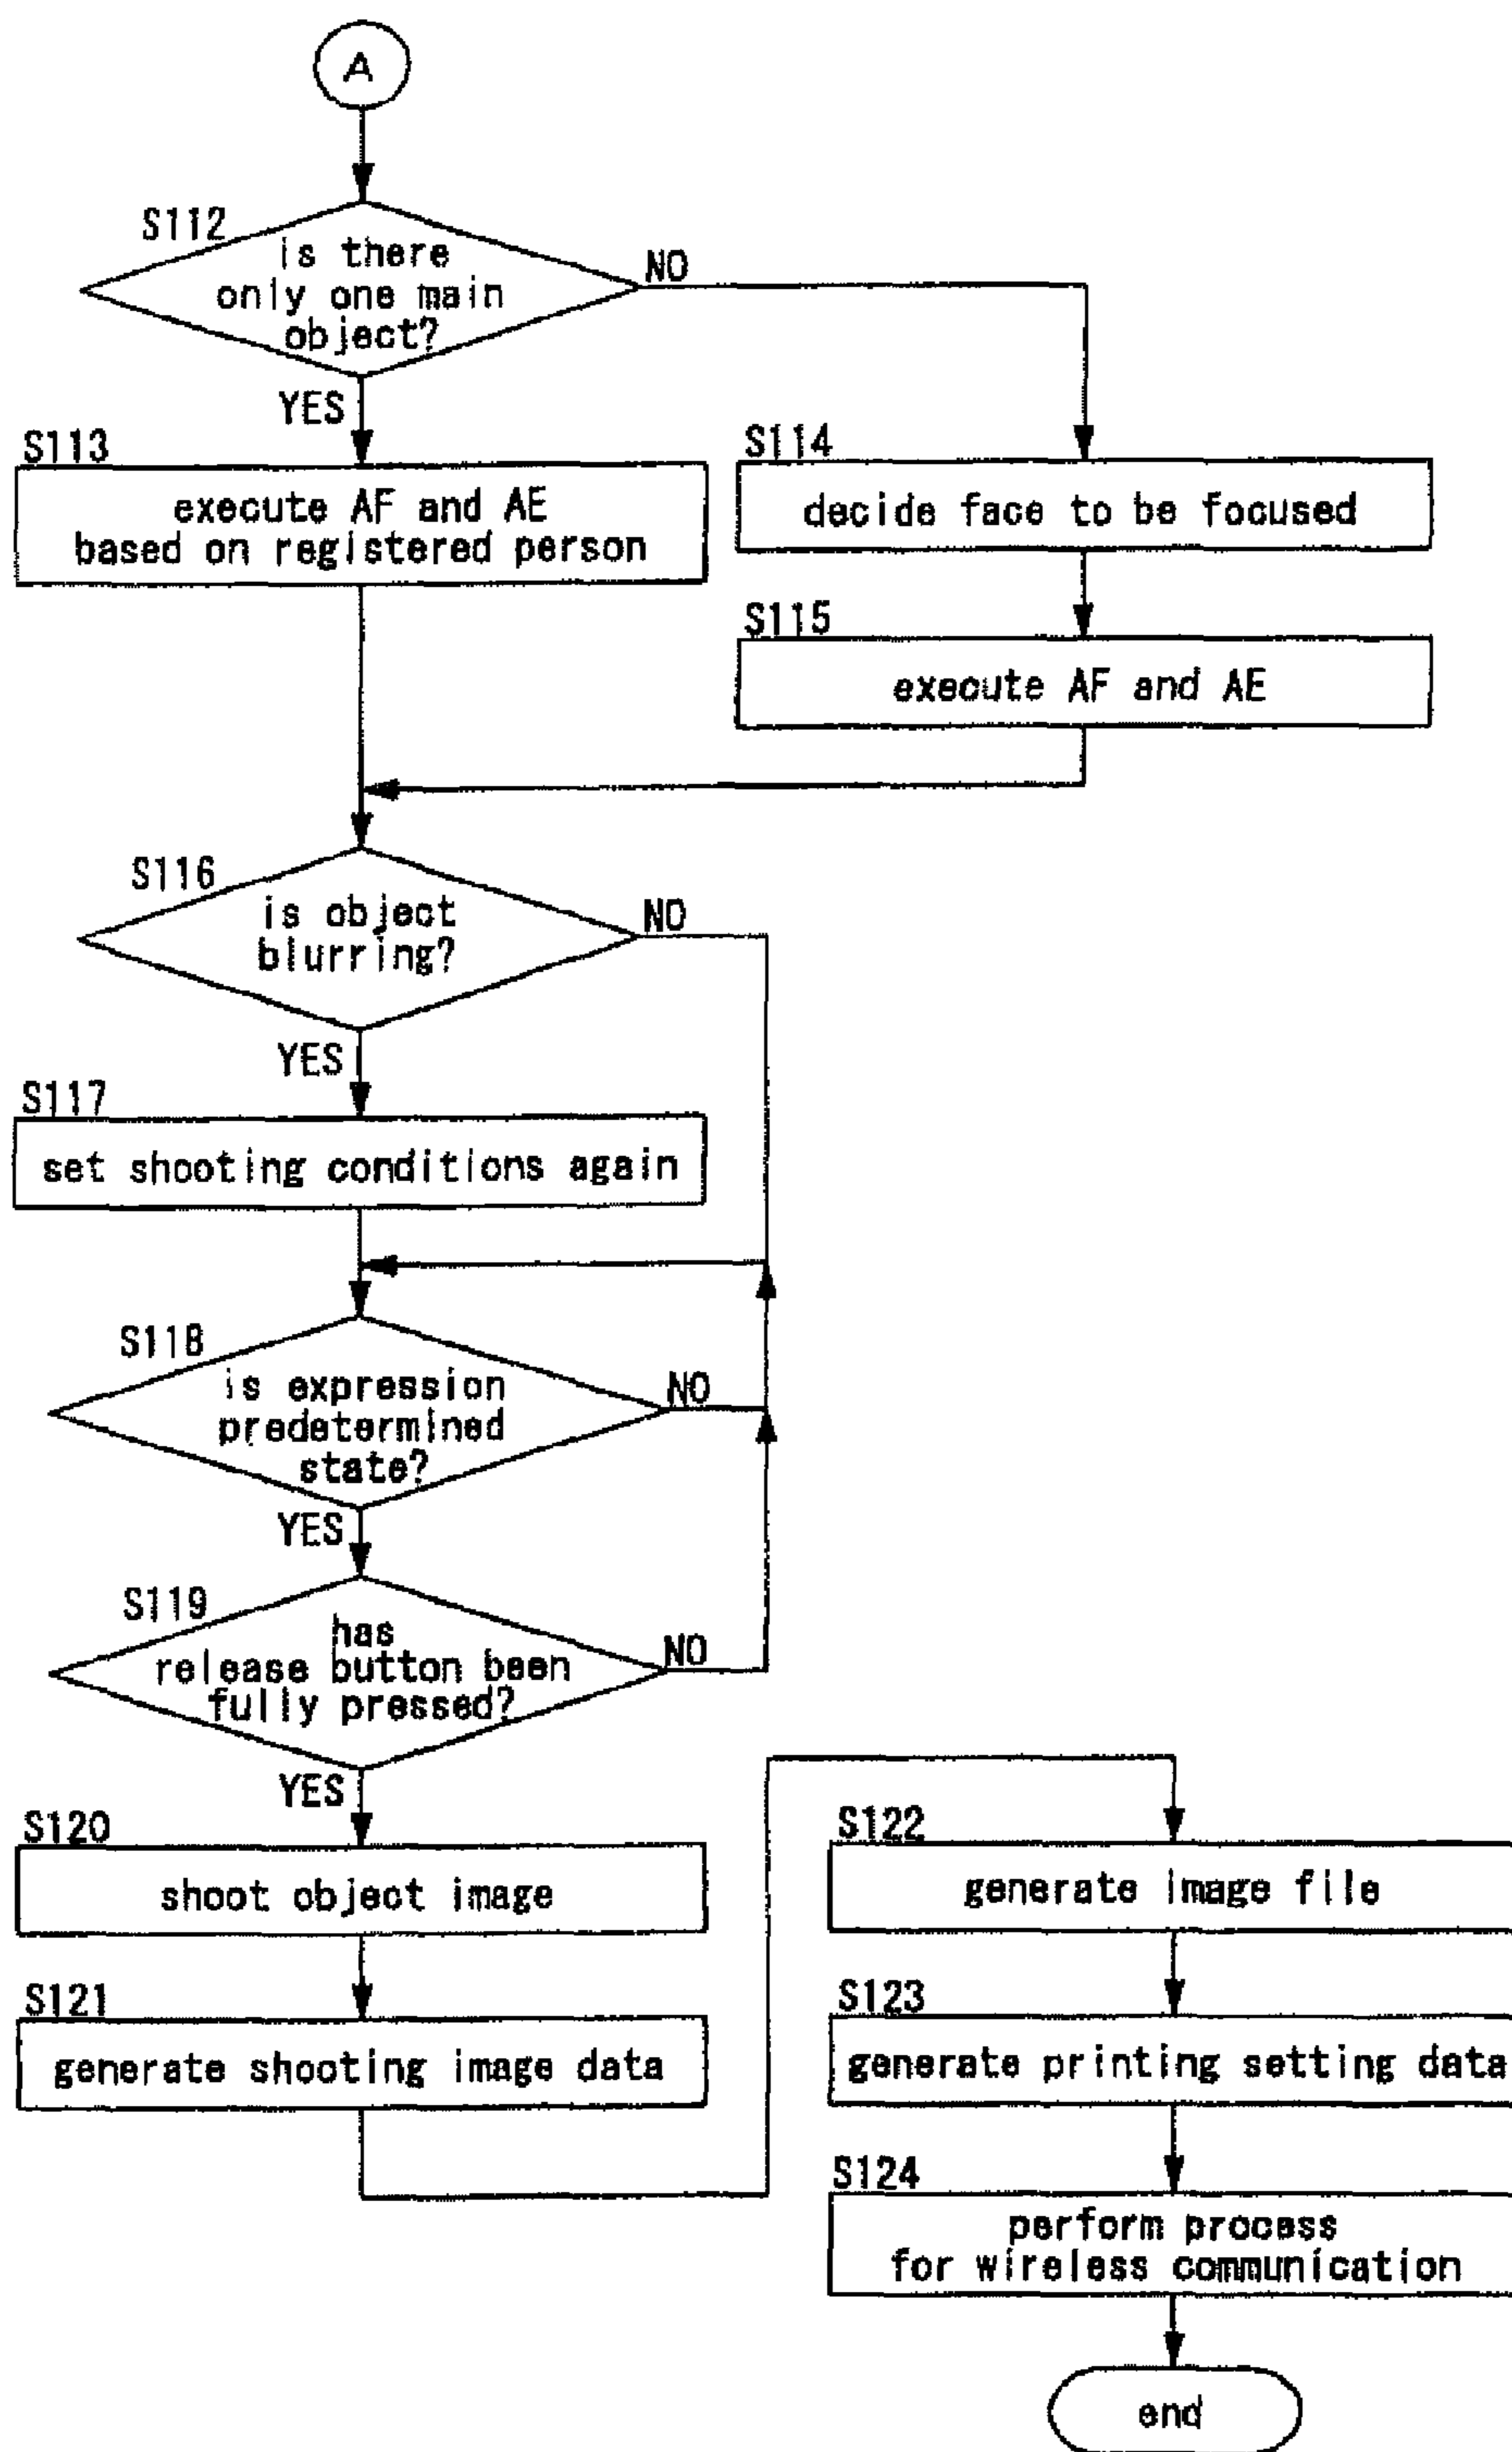 A
S112
is there
only one main
object?
NO
YES
S113
execute AF and AE
based on registered person
S114
decide face to be focused
S115
execute AF and AE
S116
is object
blurring?
NO
YES
S117
set shooting conditions again
S118
is expression
predetermined
state?
NO
YES
S119
has
release button been
fully pressed?
NO
YES
S120
shoot object image
S121
generate shooting image data
S122
generate image file
S123
generate printing setting data
S124
perform process
for wireless communication
end